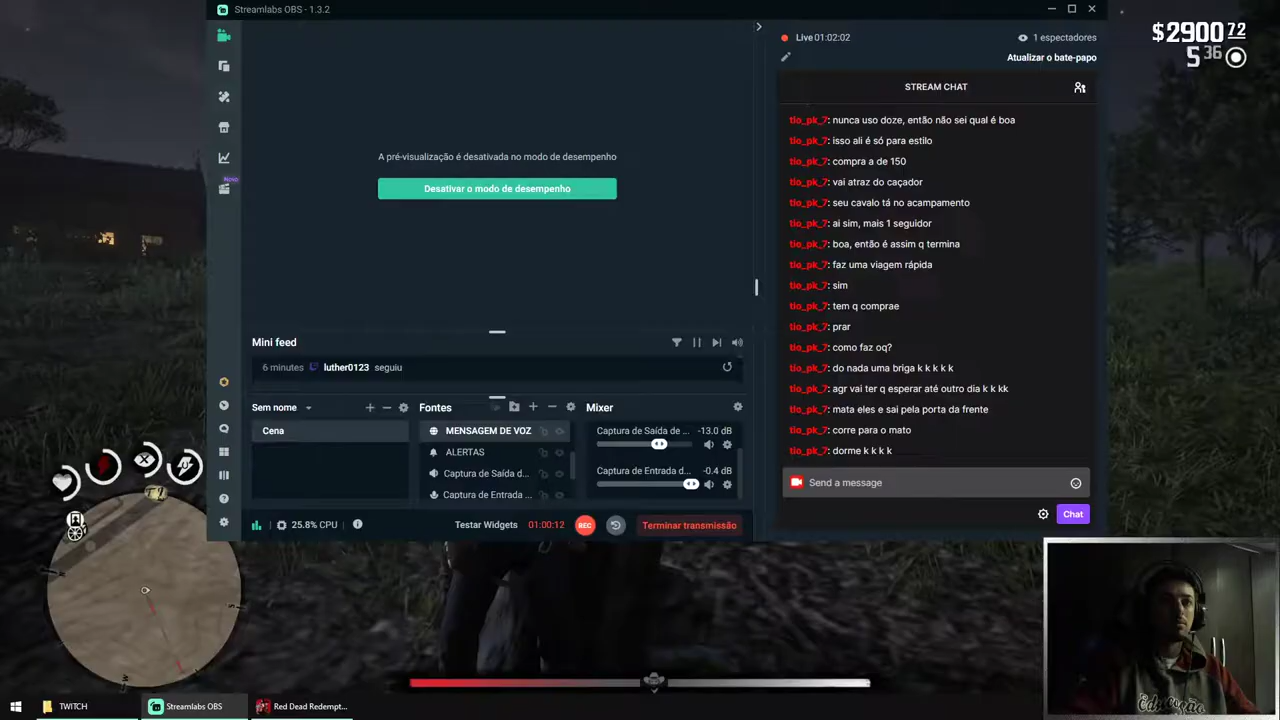 Streamlabs OBS - 1.3.2
$2900 72
5 36
Live 01:02:02
1 espectadores
Atualizar o bate-papo
STREAM CHAT
A pré-visualização é desativada no modo de desempenho
Desativar o modo de desempenho
Novo
tio_pk_7: nunca uso doze, então não sei qual é boa
tio_pk_7: isso ali é só para estilo
tio_pk_7: compra a de 150
tio_pk_7: vai atraz do caçador
tio_pk_7: seu cavalo tá no acampamento
tio_pk_7: ai sim, mais 1 seguidor
tio_pk_7: boa, então é assim q termina
tio_pk_7: faz uma viagem rápida
tio_pk_7: sim
tio_pk_7: tem q comprae
tio_pk_7: prar
tio_pk_7: como faz oq?
tio_pk_7: do nada uma briga k k k k k
tio_pk_7: agr vai ter q esperar até outro dia k k kk
tio_pk_7: mata eles e sai pela porta da frente
tio_pk_7: corre para o mato
tio_pk_7: dorme k k k k
Send a message
Chat
Mini feed
6 minutes luther0123 seguiu
Sem nome
Cena
Fontes
MENSAGEM DE VOZ
ALERTAS
Captura de Saída d...
Captura de Entrada ...
Mixer
Captura de Saída de ... -13.0 dB
Captura de Entrada d... -0.4 dB
25.8% CPU
Testar Widgets
01:00:12
REC
Terminar transmissão
TWITCH
Streamlabs OBS
Red Dead Redempt...